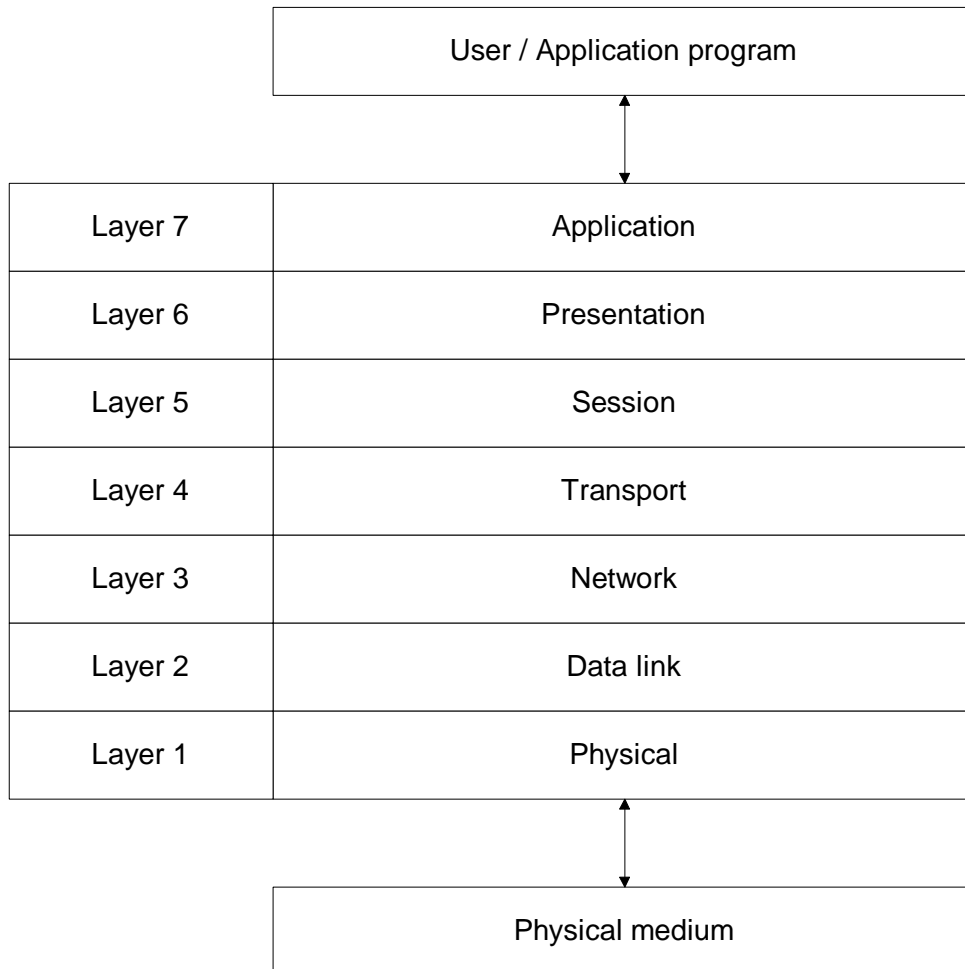 User / Application program
Layer 7 Application
Layer 6 Presentation
Layer 5 Session
Layer 4 Transport
Layer 3 Network
Layer 2 Data link
Layer 1 Physical
Physical medium